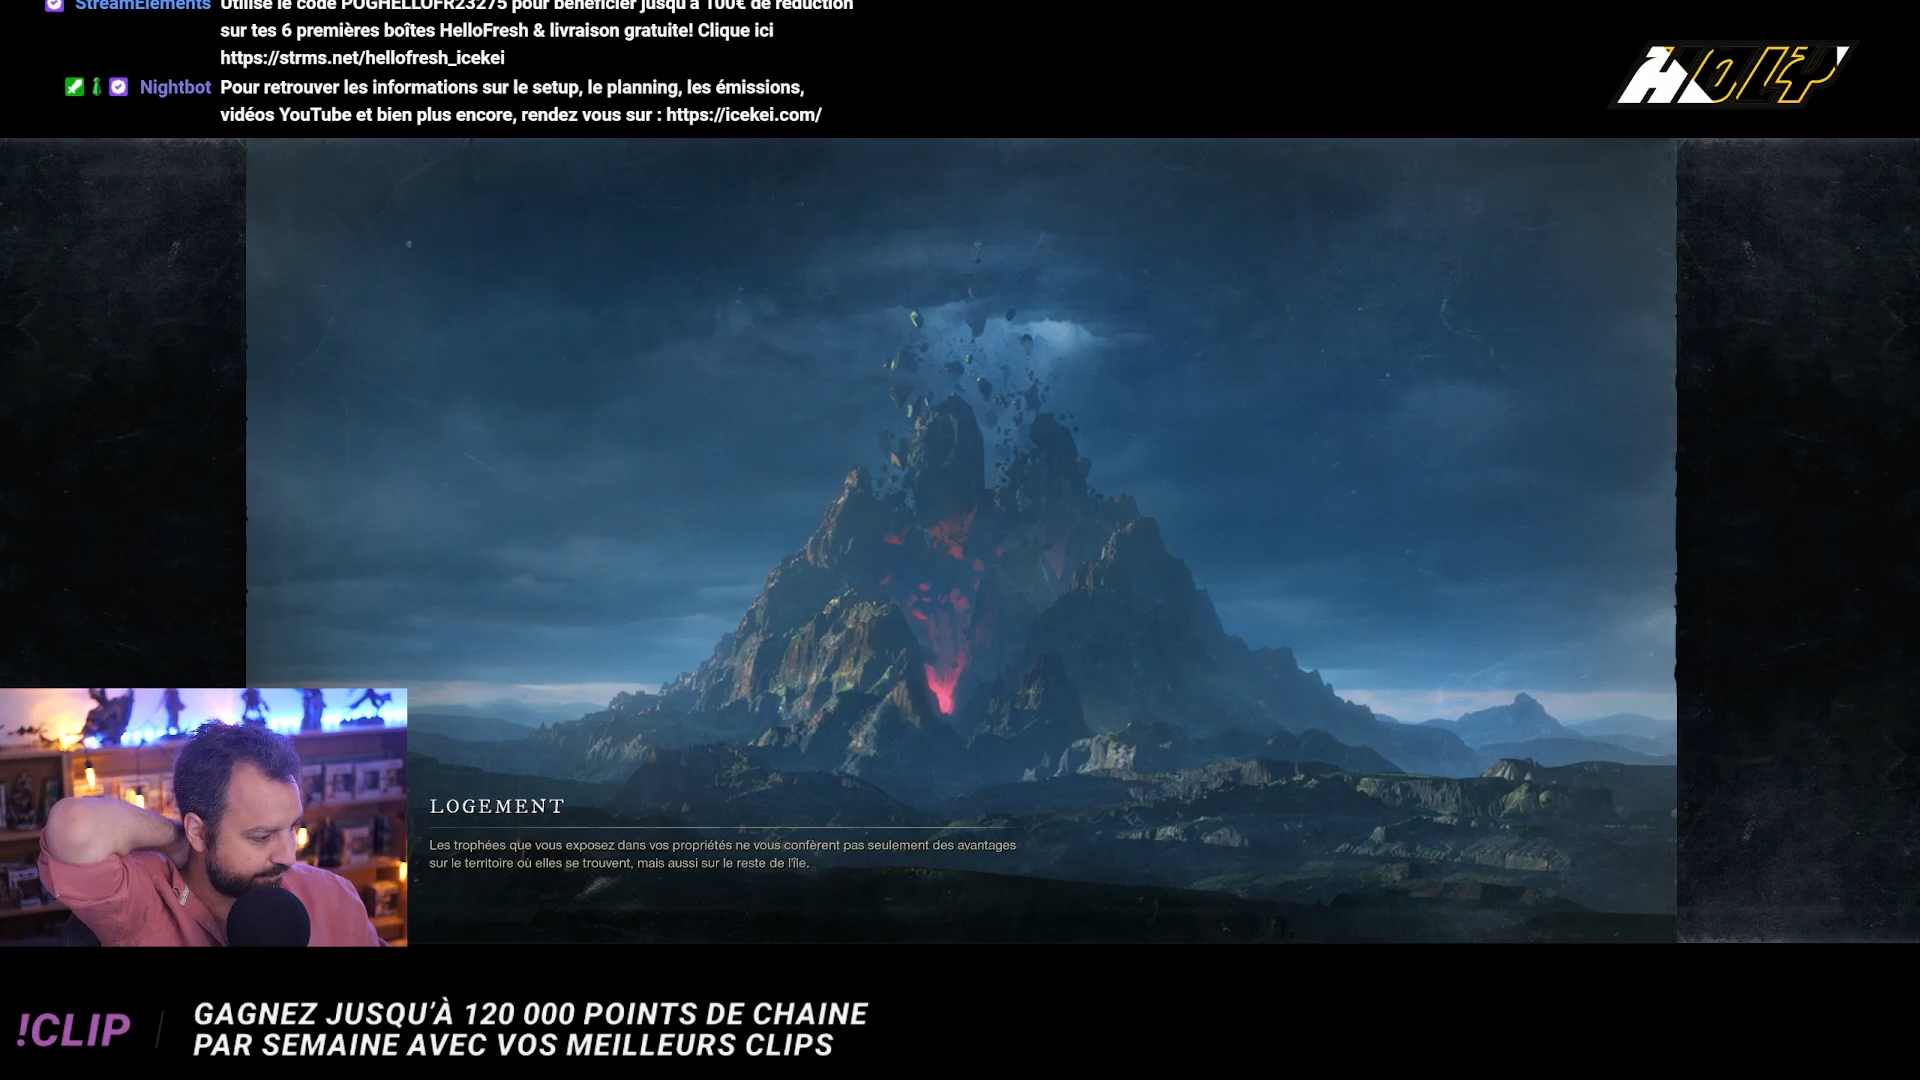 StreamElements Utilise le code POGHELLOFR23275 pour bénéficier jusqu'à 100€ de réduction
sur tes 6 premières boîtes HelloFresh & livraison gratuite! Clique ici
https://strms.net/hellofresh_icekei
Nightbot Pour retrouver les informations sur le setup, le planning, les émissions,
vidéos YouTube et bien plus encore, rendez vous sur : https://icekei.com/
HOLY
LOGEMENT
Les trophées que vous exposez dans vos propriétés ne vous confèrent pas seulement des avantages
sur le territoire où elles se trouvent, mais aussi sur le reste de l'île.
!CLIP
GAGNEZ JUSQU'À 120 000 POINTS DE CHAINE
PAR SEMAINE AVEC VOS MEILLEURS CLIPS